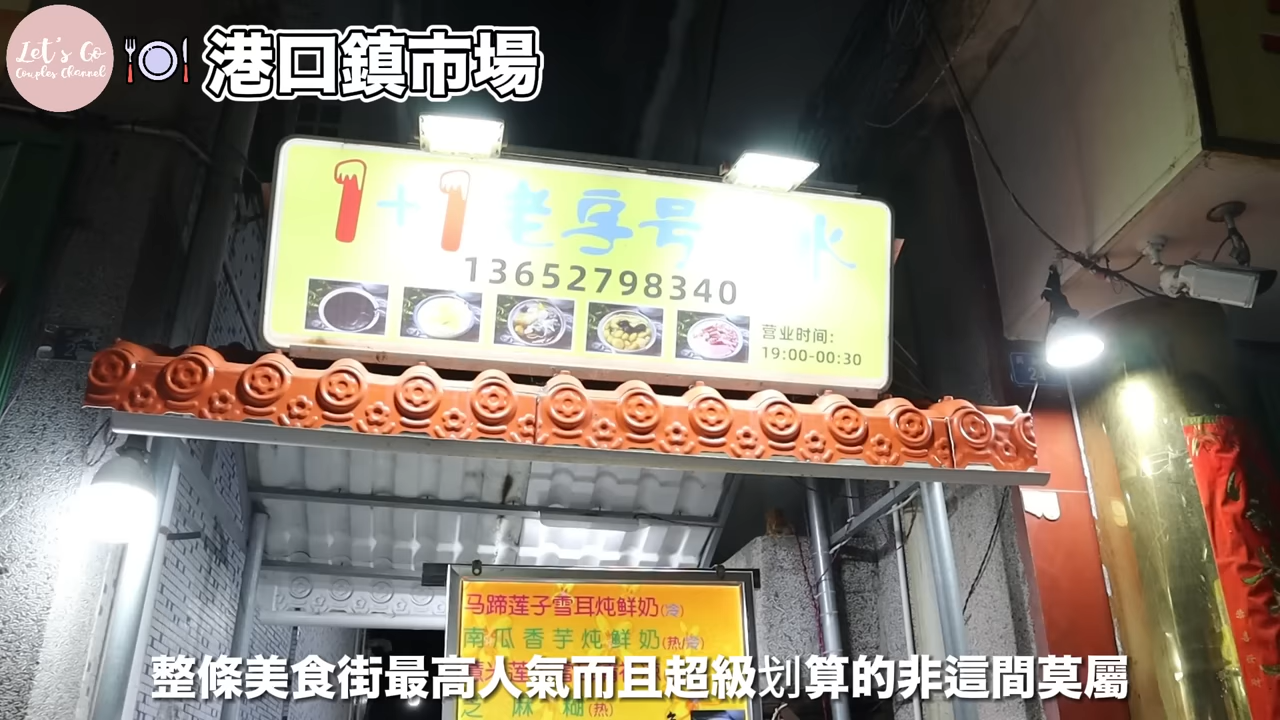 Let's Go
Couples Channel
港口鎮市場
1+1老字号 水
13652798340
营业时间:
19:00-00:30
马蹄莲子雪耳炖鲜奶(冷)
南瓜香芋炖鲜奶(热/冷)
芝麻糊(热)
整條美食街最高人氣而且超級划算的非這間莫屬